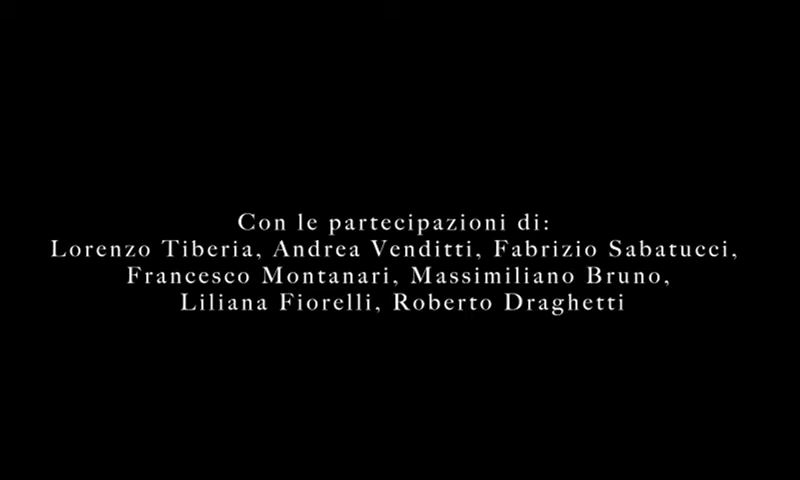 Con le partecipazioni di:
Lorenzo Tiberia, Andrea Venditti, Fabrizio Sabatucci,
Francesco Montanari, Massimiliano Bruno,
Liliana Fiorelli, Roberto Draghetti